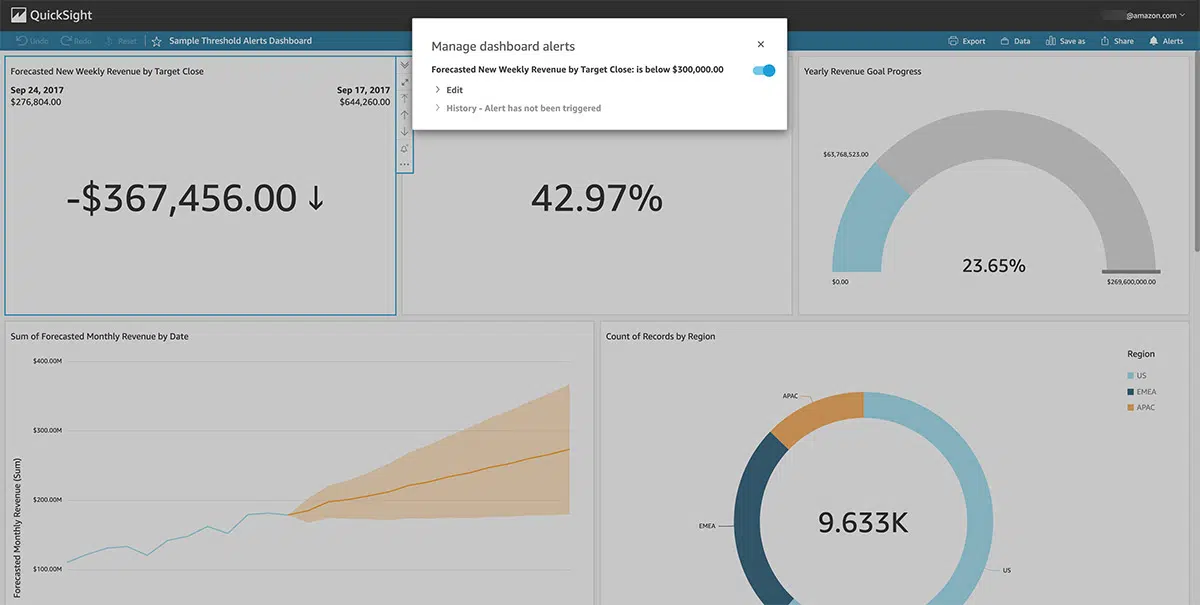 QuickSight
@amazon.com
Undo Redo Reset Sample Threshold Alerts Dashboard
Export Data Save as Share Alerts
Manage dashboard alerts
Forecasted New Weekly Revenue by Target Close: is below $300,000.00
Edit
History - Alert has not been triggered
Forecasted New Weekly Revenue by Target Close
Sep 24, 2017 Sep 17, 2017
$276,804.00 $644,260.00
-$367,456.00
42.97%
Yearly Revenue Goal Progress
$63,768,523.00
23.65%
$0.00 $269,600,000.00
Sum of Forecasted Monthly Revenue by Date
$400.00M
$300.00M
$200.00M
$100.00M
Forecasted Monthly Revenue (Sum)
Count of Records by Region
Region
US
EMEA
APAC
APAC
EMEA
9.633K
US